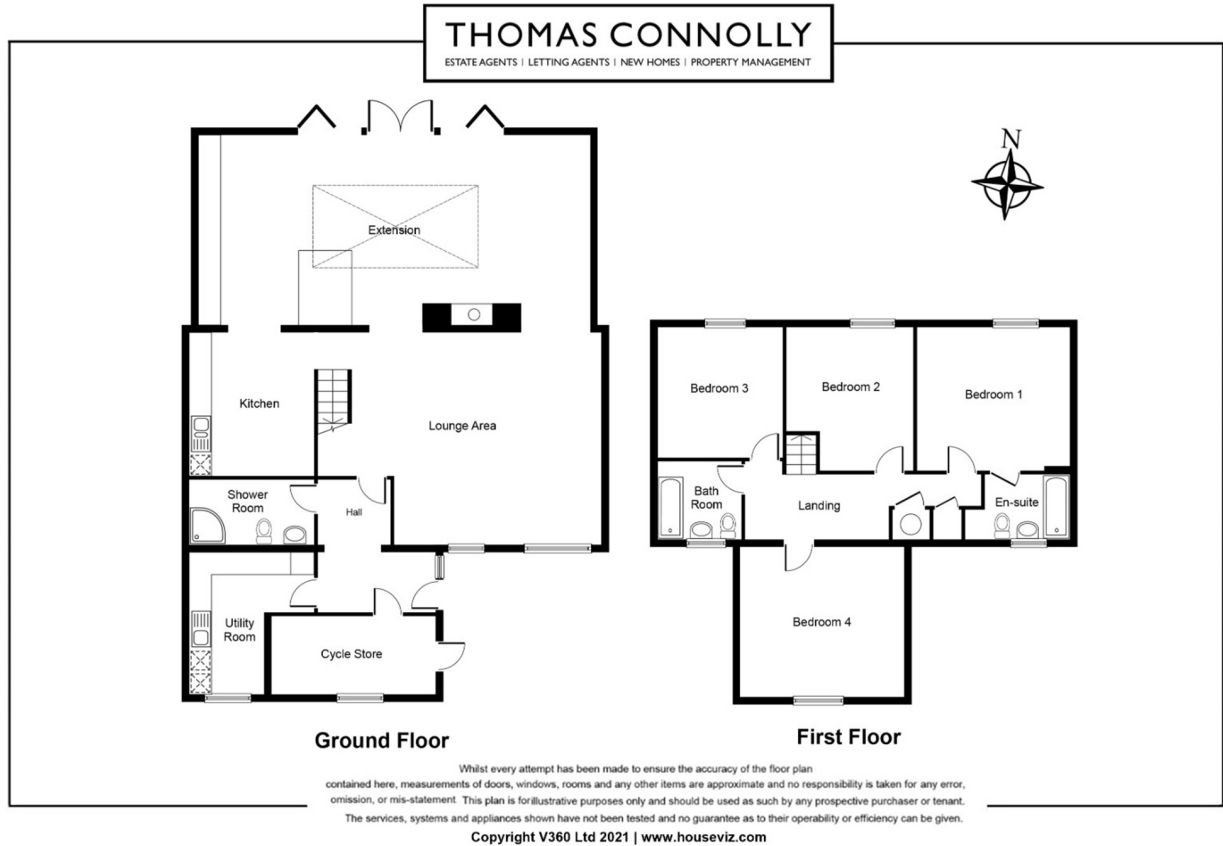 THOMAS CONNOLLY
ESTATE AGENTS | LETTING AGENTS | NEW HOMES | PROPERTY MANAGEMENT
N
Extension
Kitchen
Lounge Area
Shower
Room
Hall
Utility
Room
Cycle Store
Ground Floor
Bedroom 3
Bedroom 2
Bedroom 1
Bath
Room
Landing
En-suite
Bedroom 4
First Floor
Whilst every attempt has been made to ensure the accuracy of the floor plan
contained here, measurements of doors, windows, rooms and any other items are approximate and no responsibility is taken for any error,
omission, or mis-statement. This plan is forillustrative purposes only and should be used as such by any prospective purchaser or tenant.
The services, systems and appliances shown have not been tested and no guarantee as to their operability or efficiency can be given.
Copyright V360 Ltd 2021 | www.houseviz.com